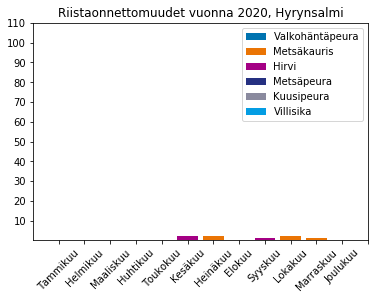 Riistaonnettomuudet vuonna 2020, Hyrynsalmi
110
100
90
80
70
60
50
40
30
20
10
Valkohäntäpeura
Metsäkauris
Hirvi
Metsäpeura
Kuusipeura
Villisika
Tammikuu
Helmikuu
Maaliskuu
Huhtikuu
Toukokuu
Kesäkuu
Heinäkuu
Elokuu
Syyskuu
Lokakuu
Marraskuu
Joulukuu